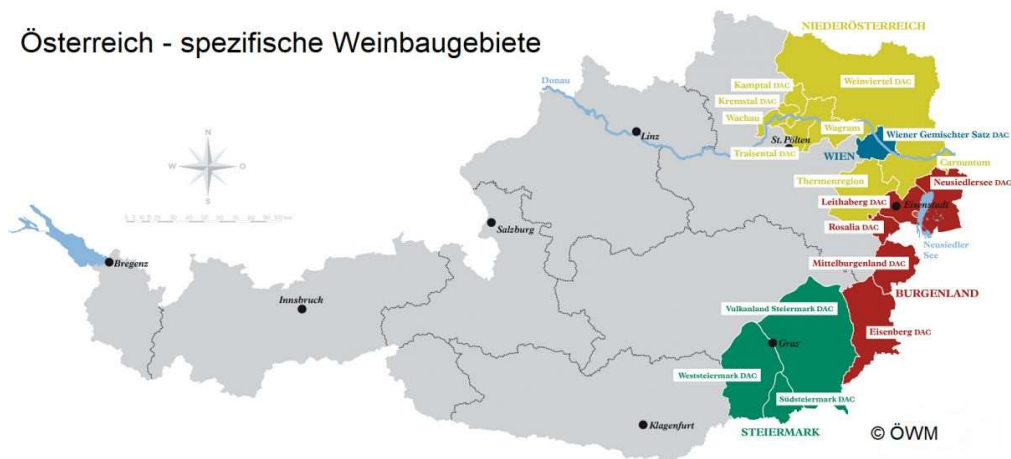 Österreich - spezifische Weinbaugebiete
NIEDERÖSTERREICH
Donau
Kamptal DAC
Weinviertel DAC
Kremstal DAC
Wachau
Wagram
Linz
St. Pölten
Wiener Gemischter Satz DAC
Traisental DAC
WIEN
Carnuntum
N
W
O
S
Thermenregion
Neusiedlersee DAC
Leithaberg DAC
Eisenstadt
Salzburg
Rosalia DAC
Neusiedler
See
Bregenz
Mittelburgenland DAC
Innsbruck
BURGENLAND
Vulkanland Steiermark DAC
Eisenberg DAC
Graz
Weststeiermark DAC
Südsteiermark DAC
Klagenfurt
STEIERMARK
© ÖWM